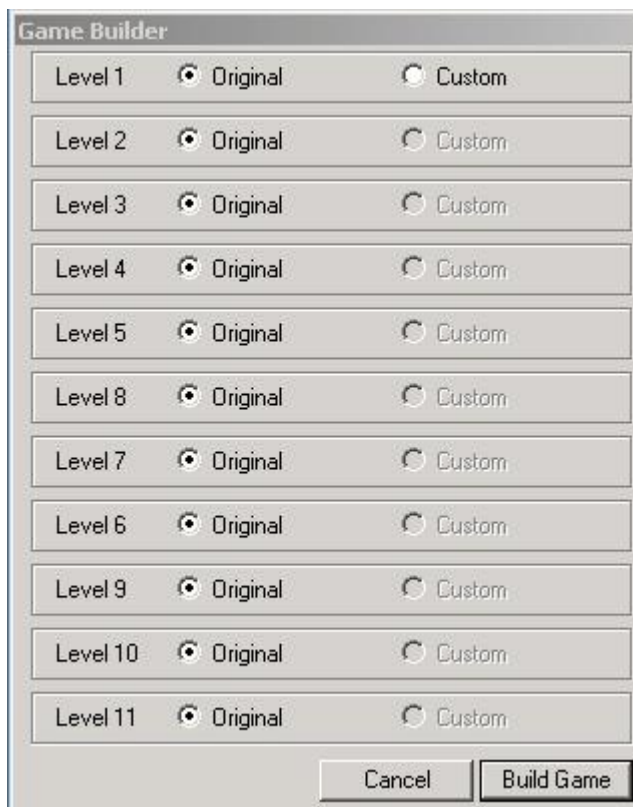 Game Builder
Level 1 Original Custom
Level 2 Original Custom
Level 3 Original Custom
Level 4 Original Custom
Level 5 Original Custom
Level 8 Original Custom
Level 7 Original Custom
Level 6 Original Custom
Level 9 Original Custom
Level 10 Original Custom
Level 11 Original Custom
Cancel Build Game